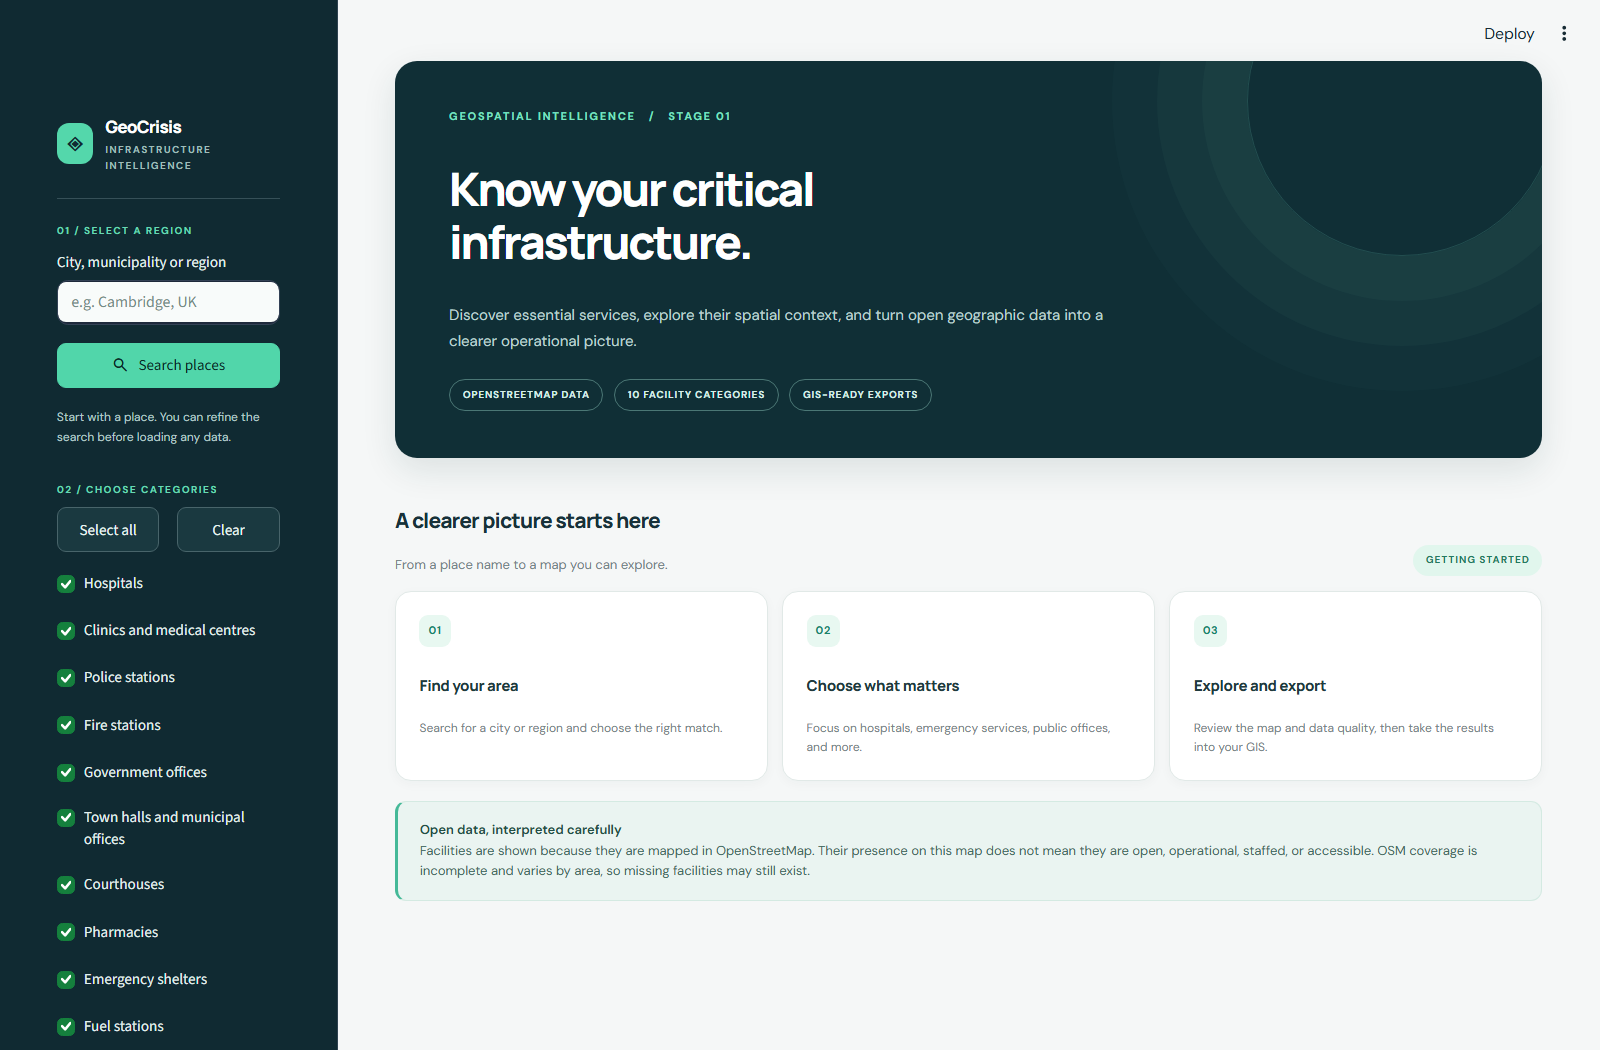 Deploy
GeoCrisis
INFRASTRUCTURE
INTELLIGENCE
01 / SELECT A REGION
City, municipality or region
e.g. Cambridge, UK
Search places
Start with a place. You can refine the
search before loading any data.
02 / CHOOSE CATEGORIES
Select all
Clear
Hospitals
Clinics and medical centres
Police stations
Fire stations
Government offices
Town halls and municipal
offices
Courthouses
Pharmacies
Emergency shelters
Fuel stations
GEOSPATIAL INTELLIGENCE / STAGE 01
Know your critical
infrastructure.
Discover essential services, explore their spatial context, and turn open geographic data into a
clearer operational picture.
OPENSTREETMAP DATA
10 FACILITY CATEGORIES
GIS-READY EXPORTS
A clearer picture starts here
From a place name to a map you can explore.
GETTING STARTED
01
Find your area
Search for a city or region and choose the right match.
02
Choose what matters
Focus on hospitals, emergency services, public offices,
and more.
03
Explore and export
Review the map and data quality, then take the results
into your GIS.
Open data, interpreted carefully
Facilities are shown because they are mapped in OpenStreetMap. Their presence on this map does not mean they are open, operational, staffed, or accessible. OSM coverage is
incomplete and varies by area, so missing facilities may still exist.